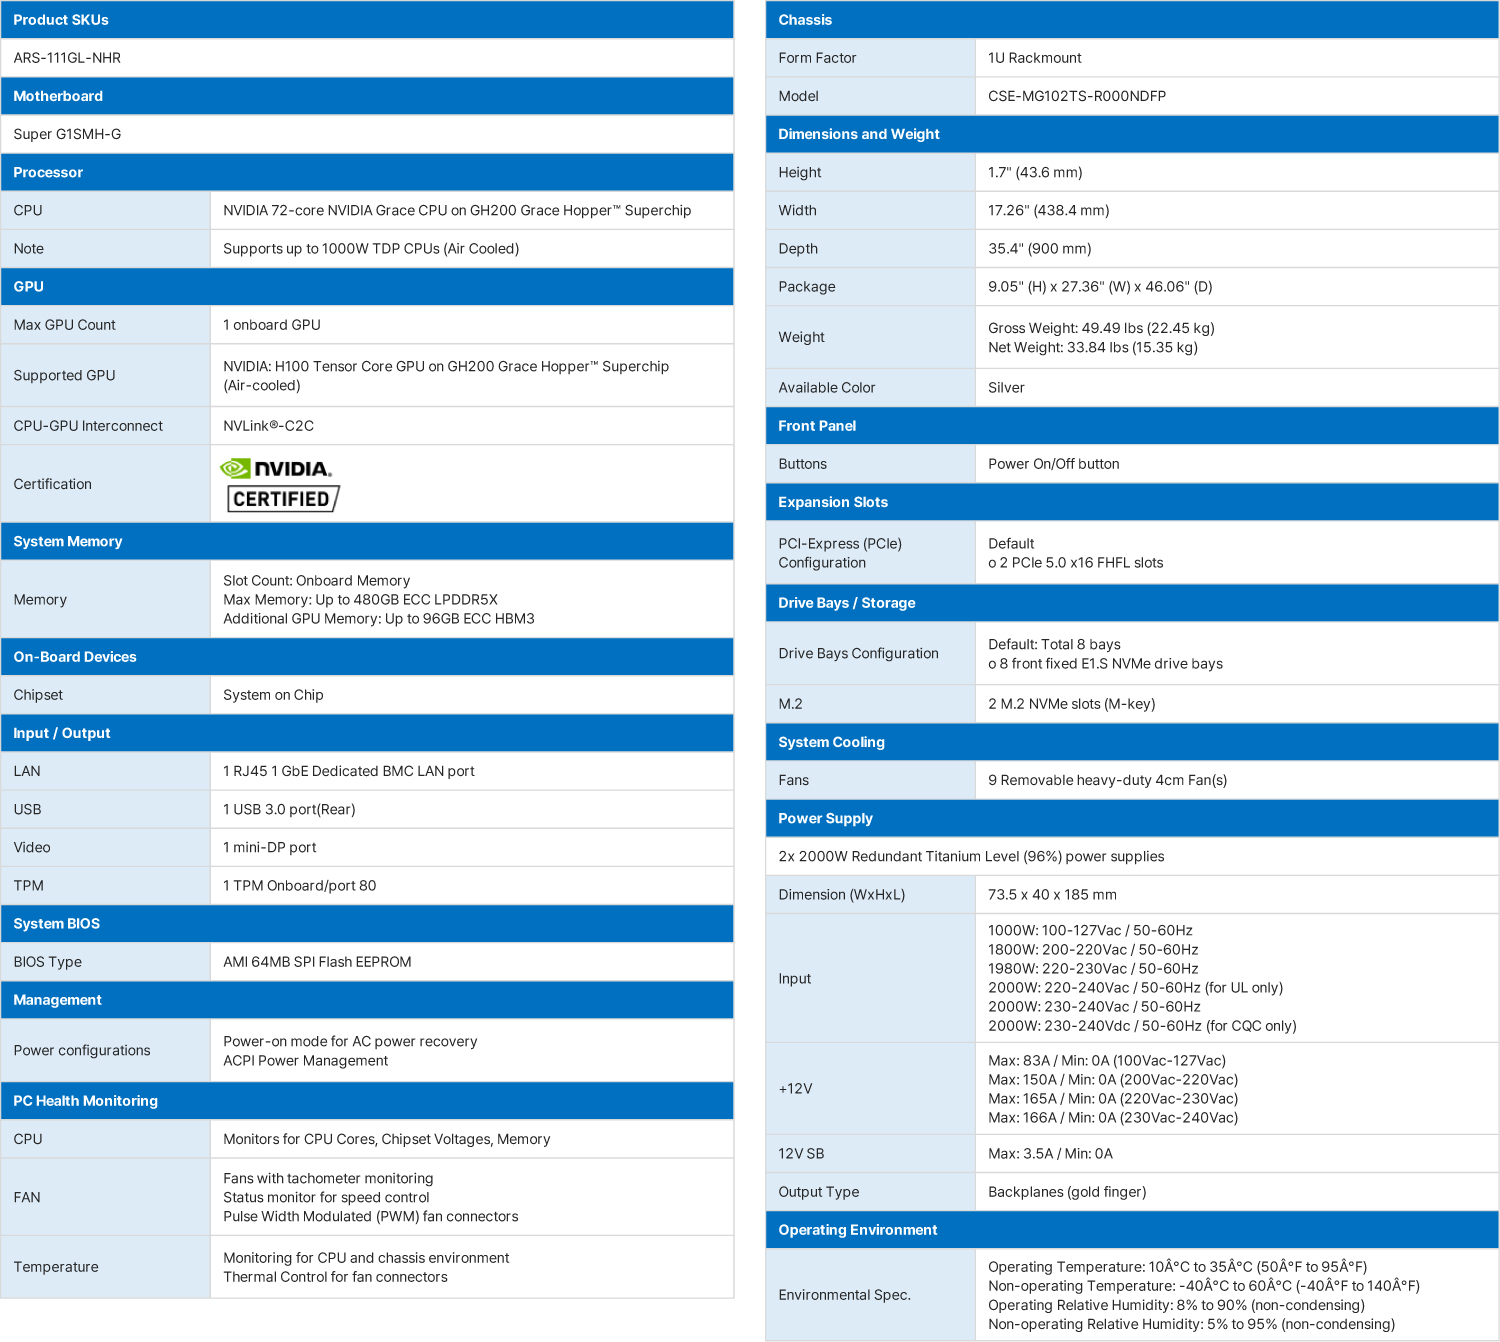 Product SKUs
ARS-111GL-NHR
Motherboard
Super G1SMH-G
Processor
CPU NVIDIA 72-core NVIDIA Grace CPU on GH200 Grace Hopper™ Superchip
Note Supports up to 1000W TDP CPUs (Air Cooled)
GPU
Max GPU Count 1 onboard GPU
Supported GPU NVIDIA: H100 Tensor Core GPU on GH200 Grace Hopper™ Superchip
(Air-cooled)
CPU-GPU Interconnect NVLink®-C2C
Certification
NVIDIA.
CERTIFIED
System Memory
Memory
Slot Count: Onboard Memory
Max Memory: Up to 480GB ECC LPDDR5X
Additional GPU Memory: Up to 96GB ECC HBM3
On-Board Devices
Chipset System on Chip
Input / Output
LAN 1 RJ45 1 GbE Dedicated BMC LAN port
USB 1 USB 3.0 port(Rear)
Video 1 mini-DP port
TPM 1 TPM Onboard/port 80
System BIOS
BIOS Type AMI 64MB SPI Flash EEPROM
Management
Power configurations
Power-on mode for AC power recovery
ACPI Power Management
PC Health Monitoring
CPU Monitors for CPU Cores, Chipset Voltages, Memory
FAN
Fans with tachometer monitoring
Status monitor for speed control
Pulse Width Modulated (PWM) fan connectors
Temperature
Monitoring for CPU and chassis environment
Thermal Control for fan connectors
Chassis
Form Factor 1U Rackmount
Model CSE-MG102TS-R000NDFP
Dimensions and Weight
Height 1.7" (43.6 mm)
Width 17.26" (438.4 mm)
Depth 35.4" (900 mm)
Package 9.05" (H) x 27.36" (W) x 46.06" (D)
Weight
Gross Weight: 49.49 lbs (22.45 kg)
Net Weight: 33.84 lbs (15.35 kg)
Available Color Silver
Front Panel
Buttons Power On/Off button
Expansion Slots
PCI-Express (PCIe)
Configuration
Default
o 2 PCIe 5.0 x16 FHFL slots
Drive Bays / Storage
Drive Bays Configuration
Default: Total 8 bays
o 8 front fixed E1.S NVMe drive bays
M.2 2 M.2 NVMe slots (M-key)
System Cooling
Fans 9 Removable heavy-duty 4cm Fan(s)
Power Supply
2x 2000W Redundant Titanium Level (96%) power supplies
Dimension (WxHxL) 73.5 x 40 x 185 mm
Input
1000W: 100-127Vac / 50-60Hz
1800W: 200-220Vac / 50-60Hz
1980W: 220-230Vac / 50-60Hz
2000W: 220-240Vac / 50-60Hz (for UL only)
2000W: 230-240Vac / 50-60Hz
2000W: 230-240Vdc / 50-60Hz (for CQC only)
+12V
Max: 83A / Min: 0A (100Vac-127Vac)
Max: 150A / Min: 0A (200Vac-220Vac)
Max: 165A / Min: 0A (220Vac-230Vac)
Max: 166A / Min: 0A (230Vac-240Vac)
12V SB Max: 3.5A / Min: 0A
Output Type Backplanes (gold finger)
Operating Environment
Environmental Spec.
Operating Temperature: 10Â°C to 35Â°C (50Â°F to 95Â°F)
Non-operating Temperature: -40Â°C to 60Â°C (-40Â°F to 140Â°F)
Operating Relative Humidity: 8% to 90% (non-condensing)
Non-operating Relative Humidity: 5% to 95% (non-condensing)